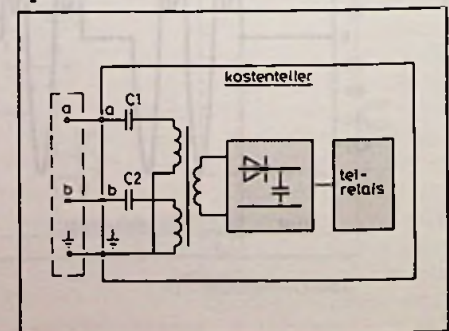 kostenteller
a a C1
b b C2
tel-
relais